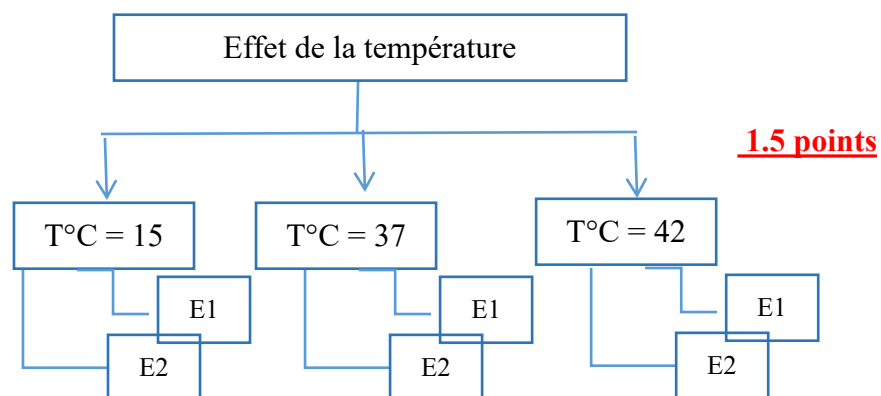 Effet de la température
1.5 points
T°C = 15
T°C = 37
T°C = 42
E1
E1
E1
E2
E2
E2